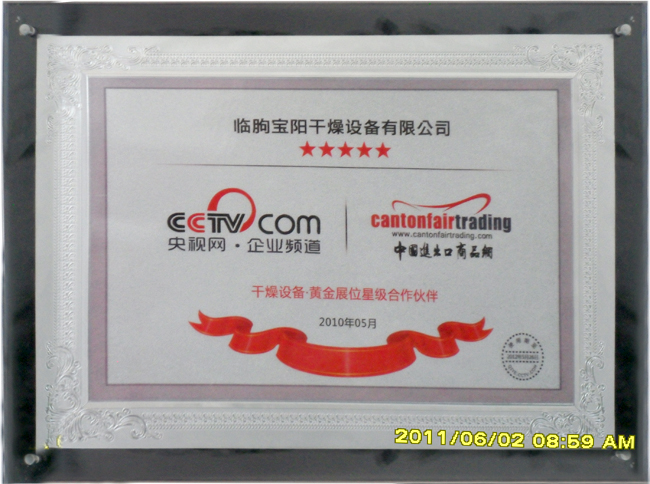 临朐宝阳干燥设备有限公司
★★★★★
CCTV.com
央视网·企业频道
cantonfairtrading
www.cantonfairtrading.com
中国進出口商品網
干燥设备·黄金展位星级合作伙伴
2010年05月
2011/06/02 08:59 AM